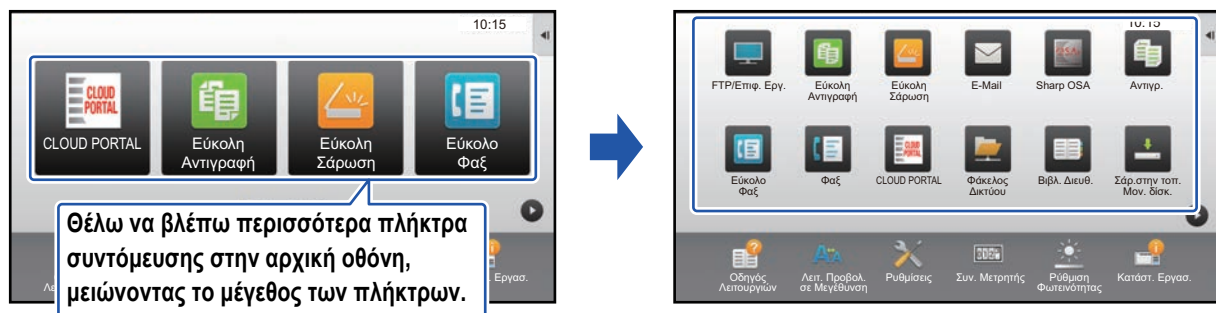 10:15
CLOUD
PORTAL
CLOUD PORTAL
Εύκολη
Αντιγραφή
Εύκολη
Σάρωση
Εύκολο
Φαξ
Θέλω να βλέπω περισσότερα πλήκτρα
συντόμευσης στην αρχική οθόνη,
μειώνοντας το μέγεθος των πλήκτρων.
Εργασ.
10:15
FTP/Επιφ. Εργ.
Εύκολη
Αντιγραφή
Εύκολη
Σάρωση
E-Mail
OSA
Sharp OSA
Αντιγρ.
Εύκολο
Φαξ
Φαξ
CLOUD
PORTAL
CLOUD PORTAL
Φάκελος
Δικτύου
Βιβλ. Διευθ.
Σάρ.στην τοπ.
Μον. δίσκ.
Οδηγός
Λειτουργιών
Λειτ. Προβολ.
σε Μεγέθυνση
Ρυθμίσεις
Συν. Μετρητής
Ρύθμιση
Φωτεινότητας
Κατάστ. Εργασ.